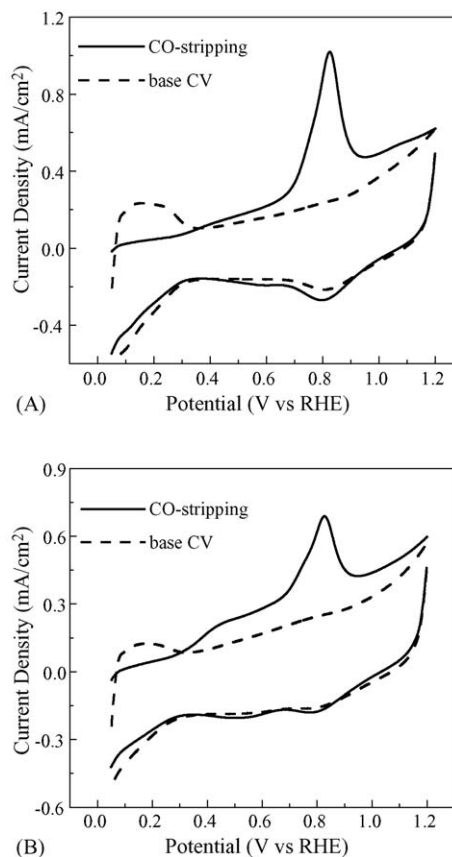 1.2
CO-stripping
base CV
0.8
0.4
0.0
-0.4
Current Density (mA/cm²)
0.0 0.2 0.4 0.6 0.8 1.0 1.2
(A) Potential (V vs RHE)
0.9
CO-stripping
base CV
0.6
0.3
0.0
-0.3
-0.6
Current Density (mA/cm²)
0.0 0.2 0.4 0.6 0.8 1.0 1.2
(B) Potential (V vs RHE)